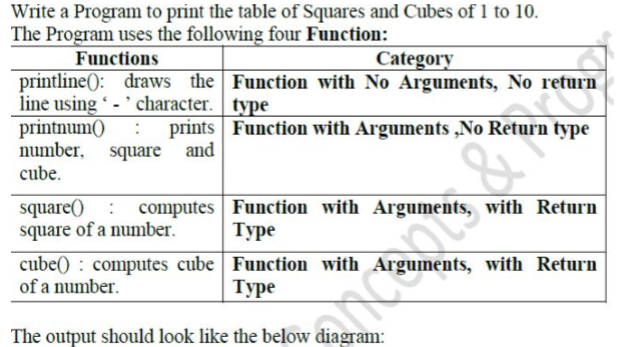 Write a Program to print the table of Squares and Cubes of 1 to 10.
The Program uses the following four Function:
Functions Category
printline(): draws the Function with No Arguments, No return
line using ‘ - ’ character. type
printnum() : prints Function with Arguments ,No Return type
number, square and
cube.
square() : computes Function with Arguments, with Return
square of a number. Type
cube() : computes cube Function with Arguments, with Return
of a number. Type
The output should look like the below diagram:
oncepts & Progr